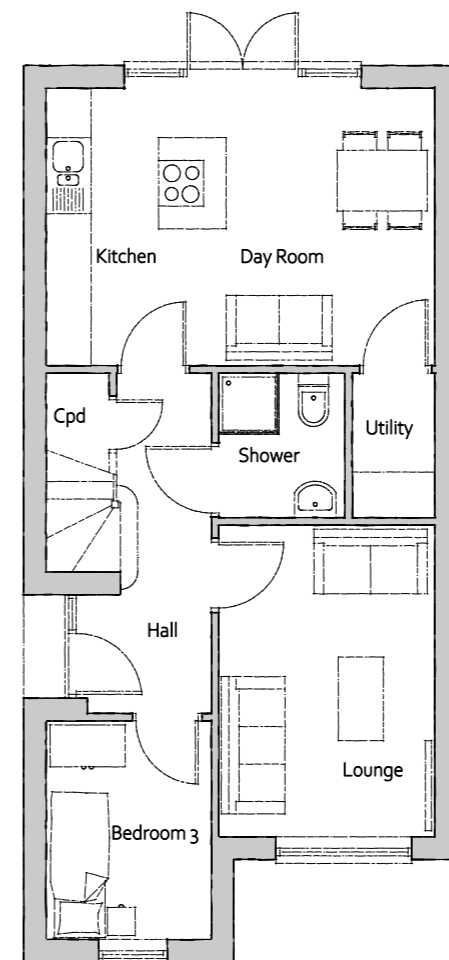 Kitchen
Day Room
Cpd
Utility
Shower
Hall
Lounge
Bedroom 3